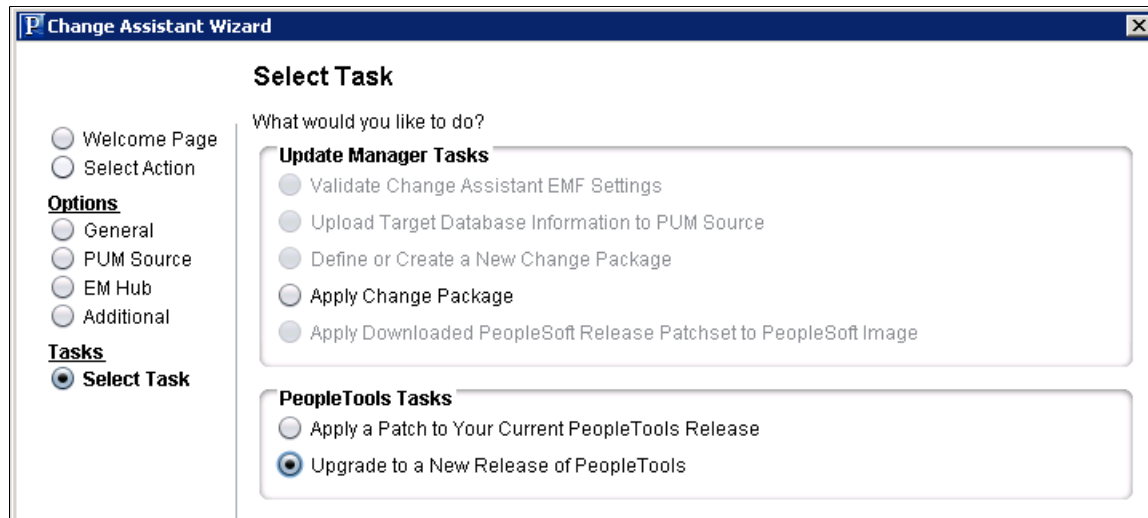 Change Assistant Wizard
Select Task
What would you like to do?
Welcome Page
Select Action
Options
General
PUM Source
EM Hub
Additional
Tasks
Select Task
Update Manager Tasks
Validate Change Assistant EMF Settings
Upload Target Database Information to PUM Source
Define or Create a New Change Package
Apply Change Package
Apply Downloaded PeopleSoft Release Patchset to PeopleSoft Image
PeopleTools Tasks
Apply a Patch to Your Current PeopleTools Release
Upgrade to a New Release of PeopleTools